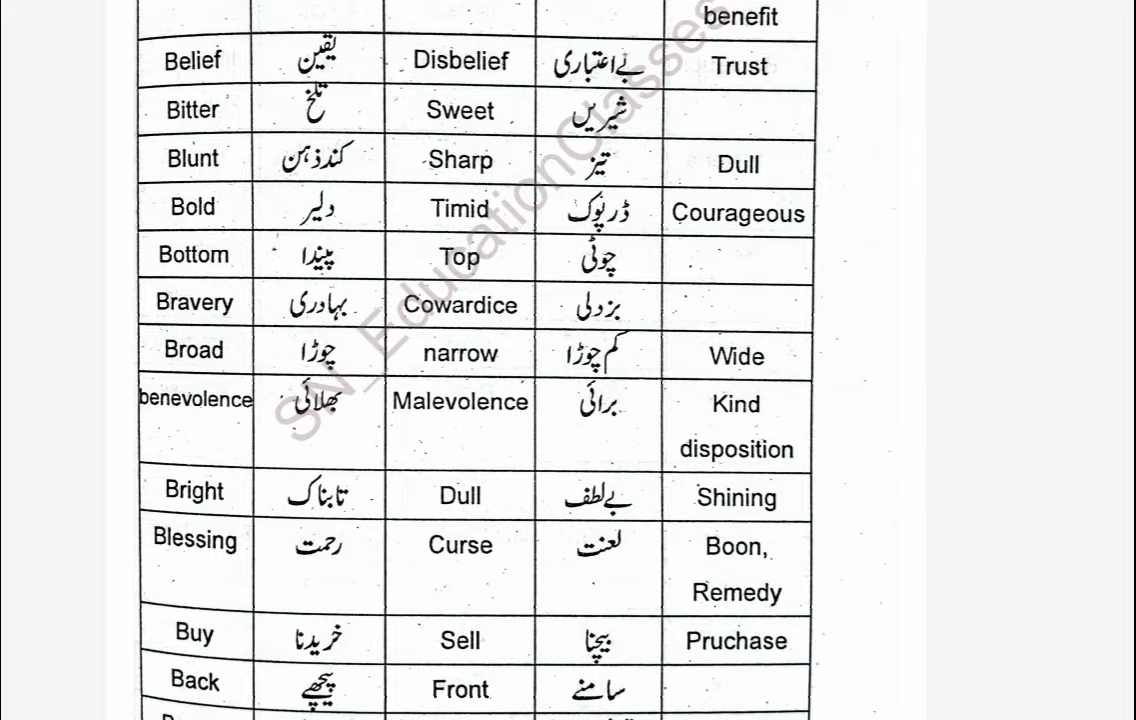 benefit
Belief یقین Disbelief بے اعتباری Trust
Bitter تلخ Sweet شیریں
Blunt کند ذہن Sharp تیز Dull
Bold دلیر Timid ڈرپوک Courageous
Bottom پیندا Top چوٹی
Bravery بہادری Cowardice بزدلی
Broad چوڑا narrow کم چوڑا Wide
benevolence بھلائی Malevolence برائی Kind
disposition
Bright تابناک Dull بے لطف Shining
Blessing رحمت Curse لعنت Boon,
Remedy
Buy خریدنا Sell بیچنا Pruchase
Back پیچھے Front سامنے
SN_EducationClasses